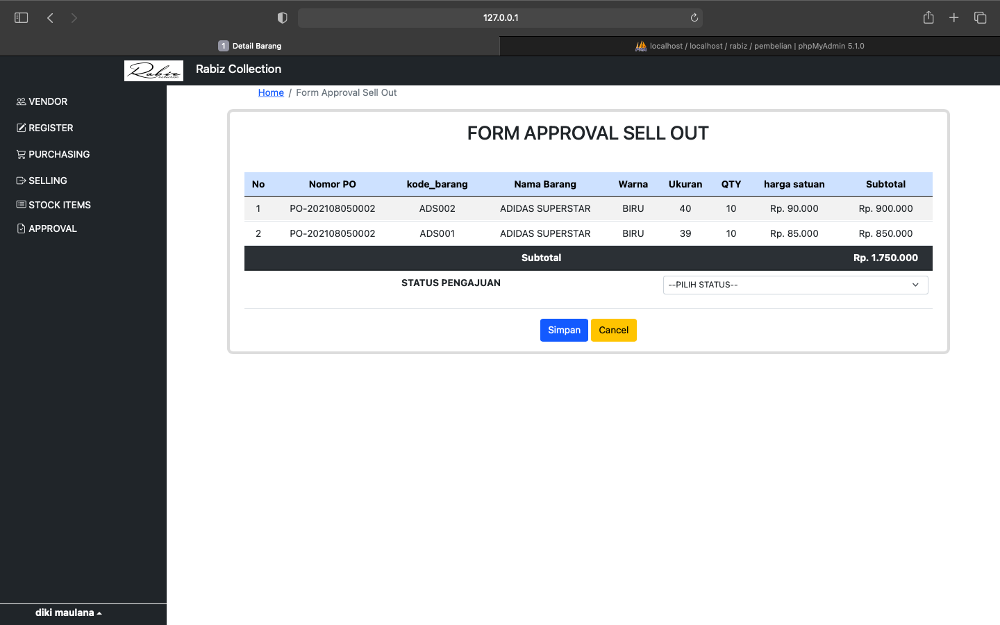 127.0.0.1
1 Detail Barang
localhost / localhost / rabiz / pembelian | phpMyAdmin 5.1.0
Rabiz Collection
Rabiz Collection
VENDOR
REGISTER
PURCHASING
SELLING
STOCK ITEMS
APPROVAL
diki maulana
Home / Form Approval Sell Out
FORM APPROVAL SELL OUT
No Nomor PO kode_barang Nama Barang Warna Ukuran QTY harga satuan Subtotal
1 PO-202108050002 ADS002 ADIDAS SUPERSTAR BIRU 40 10 Rp. 90.000 Rp. 900.000
2 PO-202108050002 ADS001 ADIDAS SUPERSTAR BIRU 39 10 Rp. 85.000 Rp. 850.000
Subtotal Rp. 1.750.000
STATUS PENGAJUAN --PILIH STATUS--
Simpan Cancel